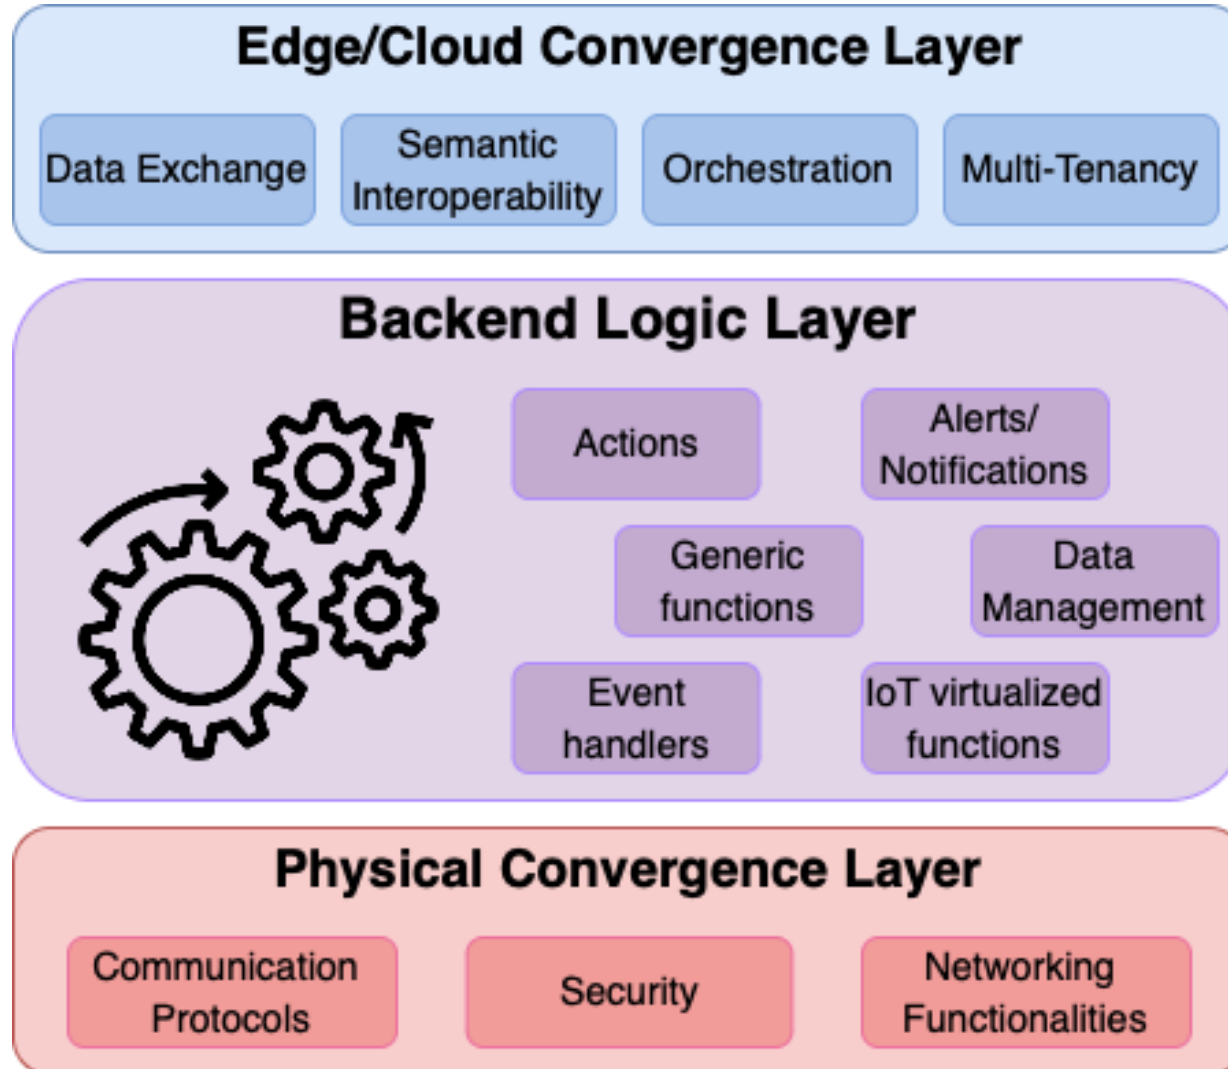 Edge/Cloud Convergence Layer
Data Exchange
Semantic
Interoperability
Orchestration
Multi-Tenancy
Backend Logic Layer
Actions
Alerts/
Notifications
Generic
functions
Data
Management
Event
handlers
IoT virtualized
functions
Physical Convergence Layer
Communication
Protocols
Security
Networking
Functionalities